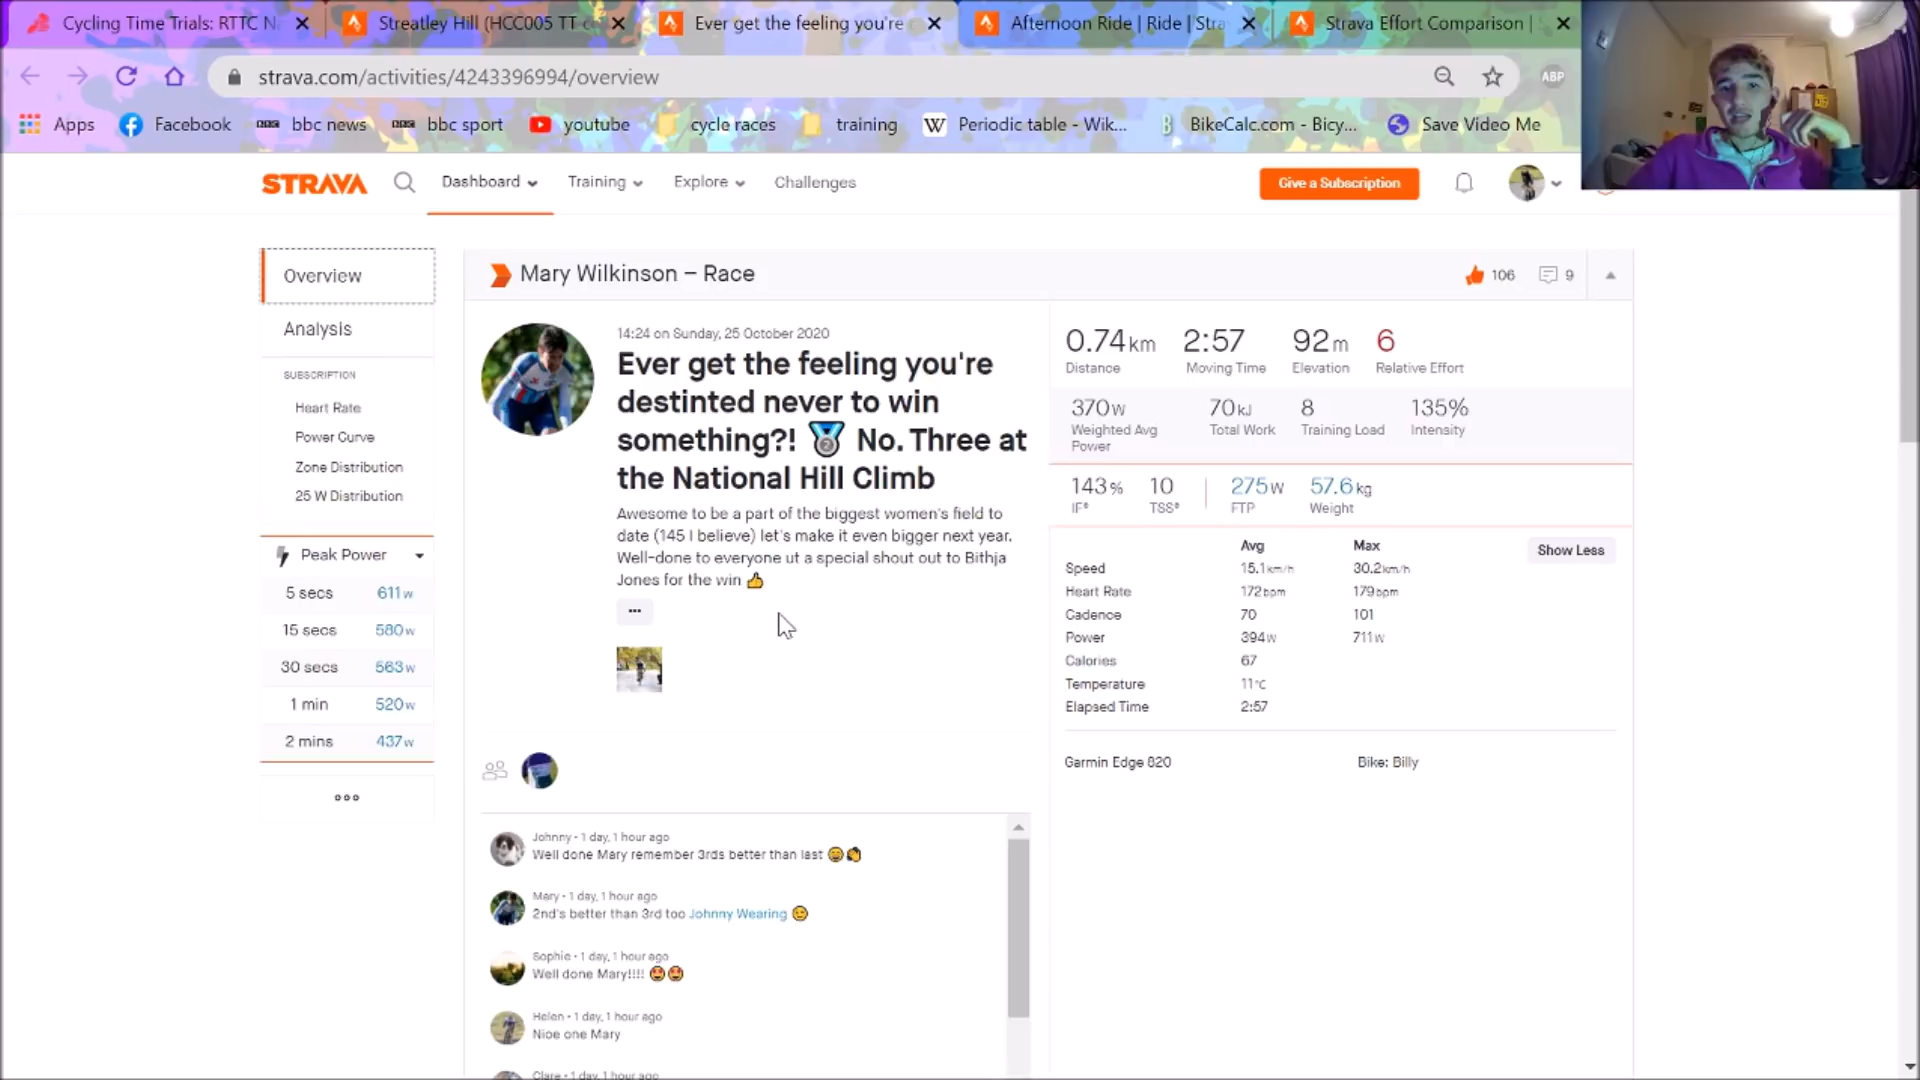 Cycling Time Trials: RTTC Na
Streatley Hill (HCC005 TT co
Ever get the feeling you're d
Afternoon Ride | Ride | Stra
Strava Effort Comparison |
strava.com/activities/4243396994/overview
ABP
Apps
Facebook
bbc news
bbc sport
youtube
cycle races
training
W Periodic table - Wik...
BikeCalc.com - Bicy...
Save Video Me
STRAVA
Dashboard
Training
Explore
Challenges
Give a Subscription
Overview
Analysis
SUBSCRIPTION
Heart Rate
Power Curve
Zone Distribution
25 W Distribution
Peak Power
5 secs 611w
15 secs 580w
30 secs 563w
1 min 520w
2 mins 437w
Mary Wilkinson – Race
106
9
14:24 on Sunday, 25 October 2020
Ever get the feeling you're
destinted never to win
something?! 🥈 No. Three at
the National Hill Climb
Awesome to be a part of the biggest women's field to
date (145 I believe) let's make it even bigger next year.
Well-done to everyone ut a special shout out to Bithja
Jones for the win 👍
0.74km 2:57 92m 6
Distance Moving Time Elevation Relative Effort
370W 70kJ 8 135%
Weighted Avg Total Work Training Load Intensity
Power
143% 10 275W 57.6kg
IF® TSS® FTP Weight
Avg Max
Show Less
Speed 15.1km/h 30.2km/h
Heart Rate 172bpm 179bpm
Cadence 70 101
Power 394W 711W
Calories 67
Temperature 11°C
Elapsed Time 2:57
Garmin Edge 820 Bike: Billy
Johnny • 1 day, 1 hour ago
Well done Mary remember 3rds better than last 😄👏
Mary • 1 day, 1 hour ago
2nd's better than 3rd too Johnny Wearing 😉
Sophie • 1 day, 1 hour ago
Well done Mary!!!! 🤩🤩
Helen • 1 day, 1 hour ago
Nice one Mary
Clare • 1 day, 1 hour ago